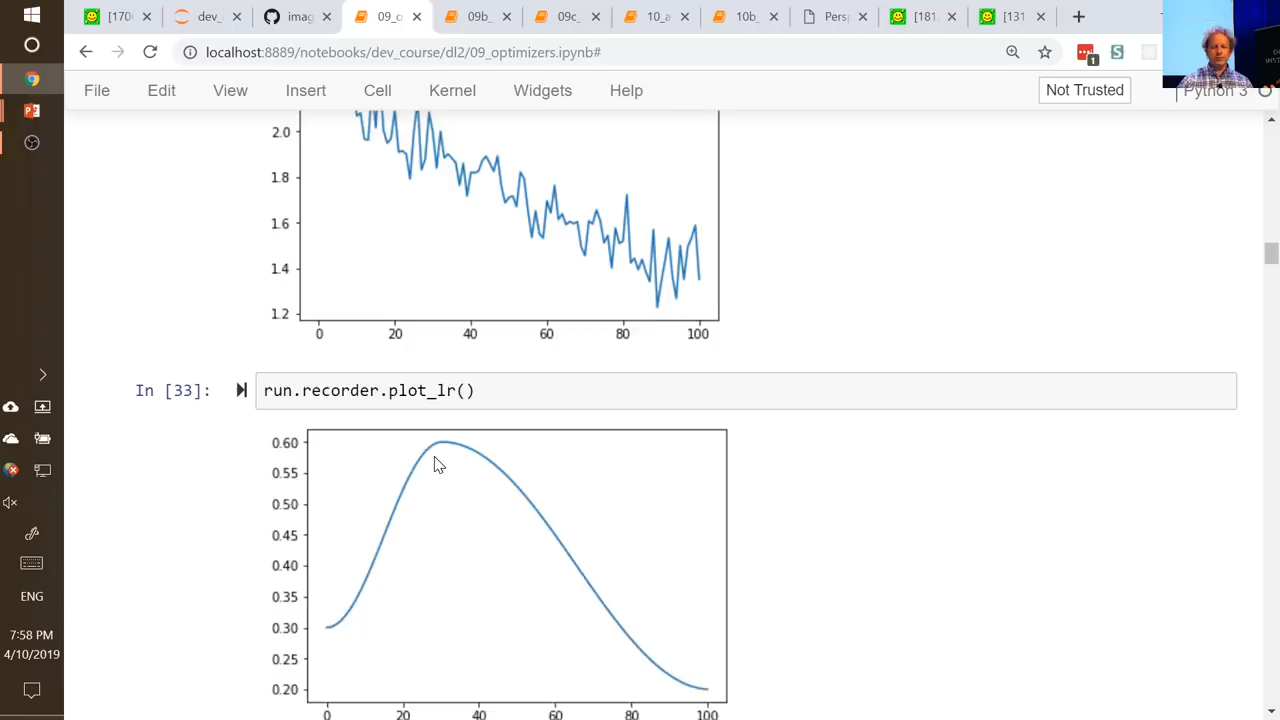 [170
dev_
imag
09_o
09b_
09c_
10_a
10b_
Persp
[181
[131
localhost:8889/notebooks/dev_course/dl2/09_optimizers.ipynb#
1
File Edit View Insert Cell Kernel Widgets Help
Not Trusted
Python 3
2.0
1.8
1.6
1.4
1.2
0 20 40 60 80 100
In [33]:
run.recorder.plot_lr()
0.60
0.55
0.50
0.45
0.40
0.35
0.30
0.25
0.20
0 20 40 60 80 100
ENG
7:58 PM
4/10/2019